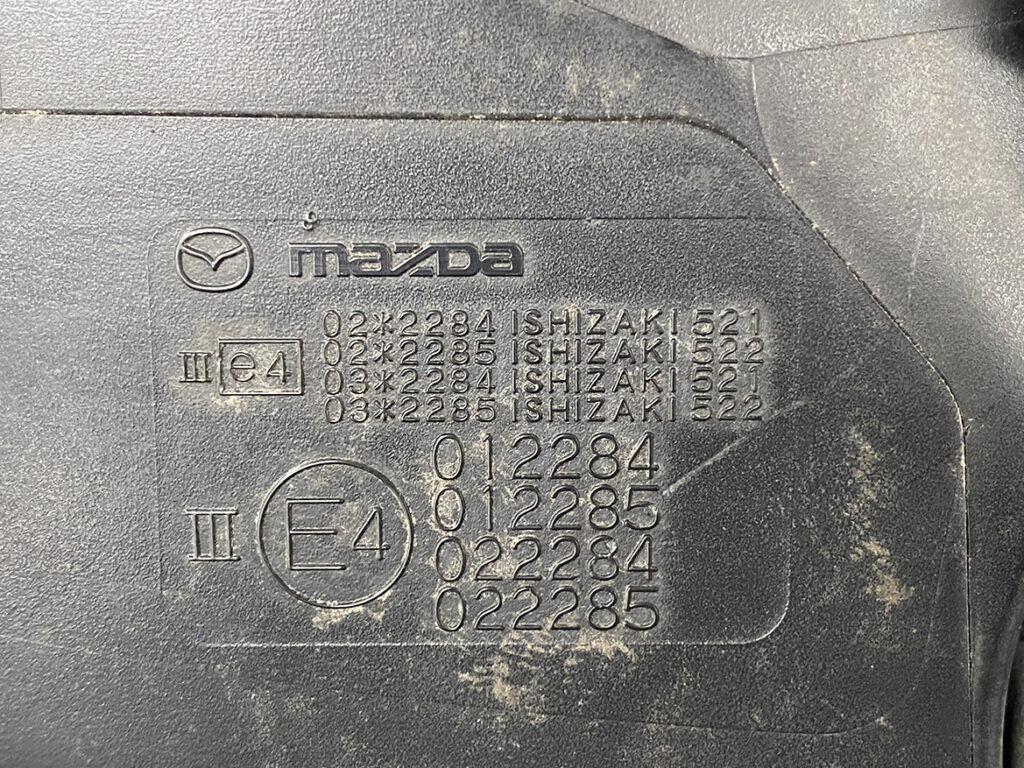 mazda
02*2284 ISHIZAKI 521
02*2285 ISHIZAKI 522
III e4
03*2284 ISHIZAKI 521
03*2285 ISHIZAKI 522
012284
012285
III E4
022284
022285